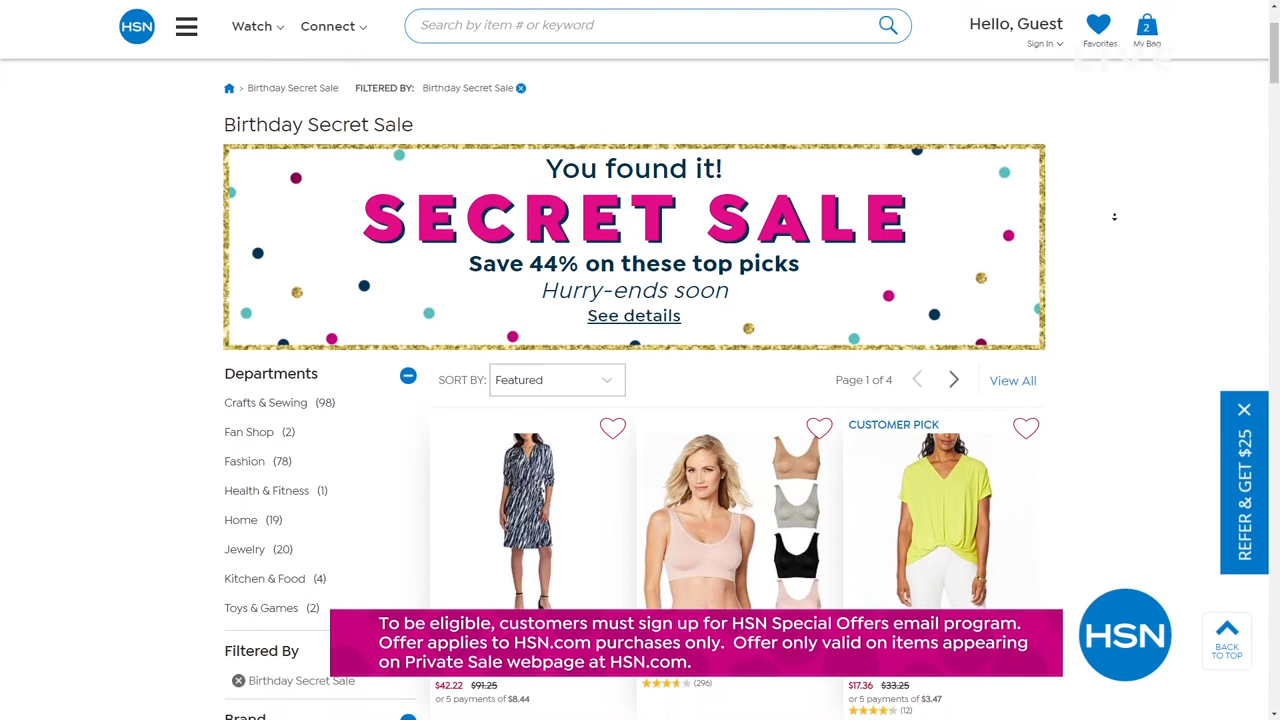 HSN
Watch
Connect
Search by item # or keyword
Hello, Guest
Sign In
Favorites
2
My Bag
LIVE
> Birthday Secret Sale
FILTERED BY: Birthday Secret Sale
Birthday Secret Sale
You found it!
SECRET SALE
Save 44% on these top picks
Hurry-ends soon
See details
Departments
Crafts & Sewing (98)
Fan Shop (2)
Fashion (78)
Health & Fitness (1)
Home (19)
Jewelry (20)
Kitchen & Food (4)
Toys & Games (2)
Filtered By
Birthday Secret Sale
Brand
SORT BY: Featured
Page 1 of 4
View All
CUSTOMER PICK
To be eligible, customers must sign up for HSN Special Offers email program.
Offer applies to HSN.com purchases only. Offer only valid on items appearing
on Private Sale webpage at HSN.com.
$42.22 $91.25
or 5 payments of $8.44
(296)
$17.36 $33.25
or 5 payments of $3.47
(12)
REFER & GET $25
HSN
BACK
TO TOP